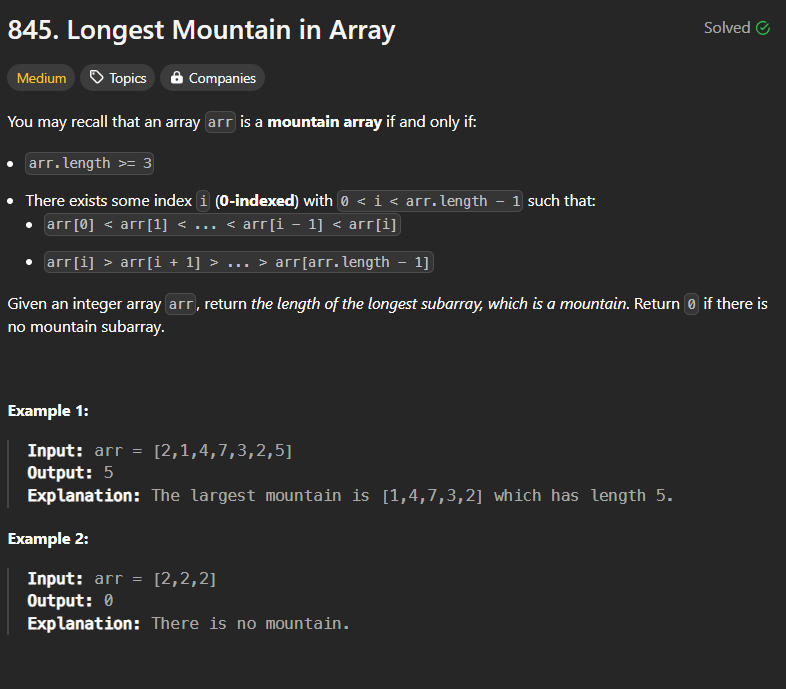 845. Longest Mountain in Array
Solved
Medium
Topics
Companies
You may recall that an array arr is a mountain array if and only if:
arr.length >= 3
There exists some index i (0-indexed) with 0 < i < arr.length - 1 such that:
arr[0] < arr[1] < ... < arr[i - 1] < arr[i]
arr[i] > arr[i + 1] > ... > arr[arr.length - 1]
Given an integer array arr, return the length of the longest subarray, which is a mountain. Return 0 if there is
no mountain subarray.
Example 1:
Input: arr = [2,1,4,7,3,2,5]
Output: 5
Explanation: The largest mountain is [1,4,7,3,2] which has length 5.
Example 2:
Input: arr = [2,2,2]
Output: 0
Explanation: There is no mountain.